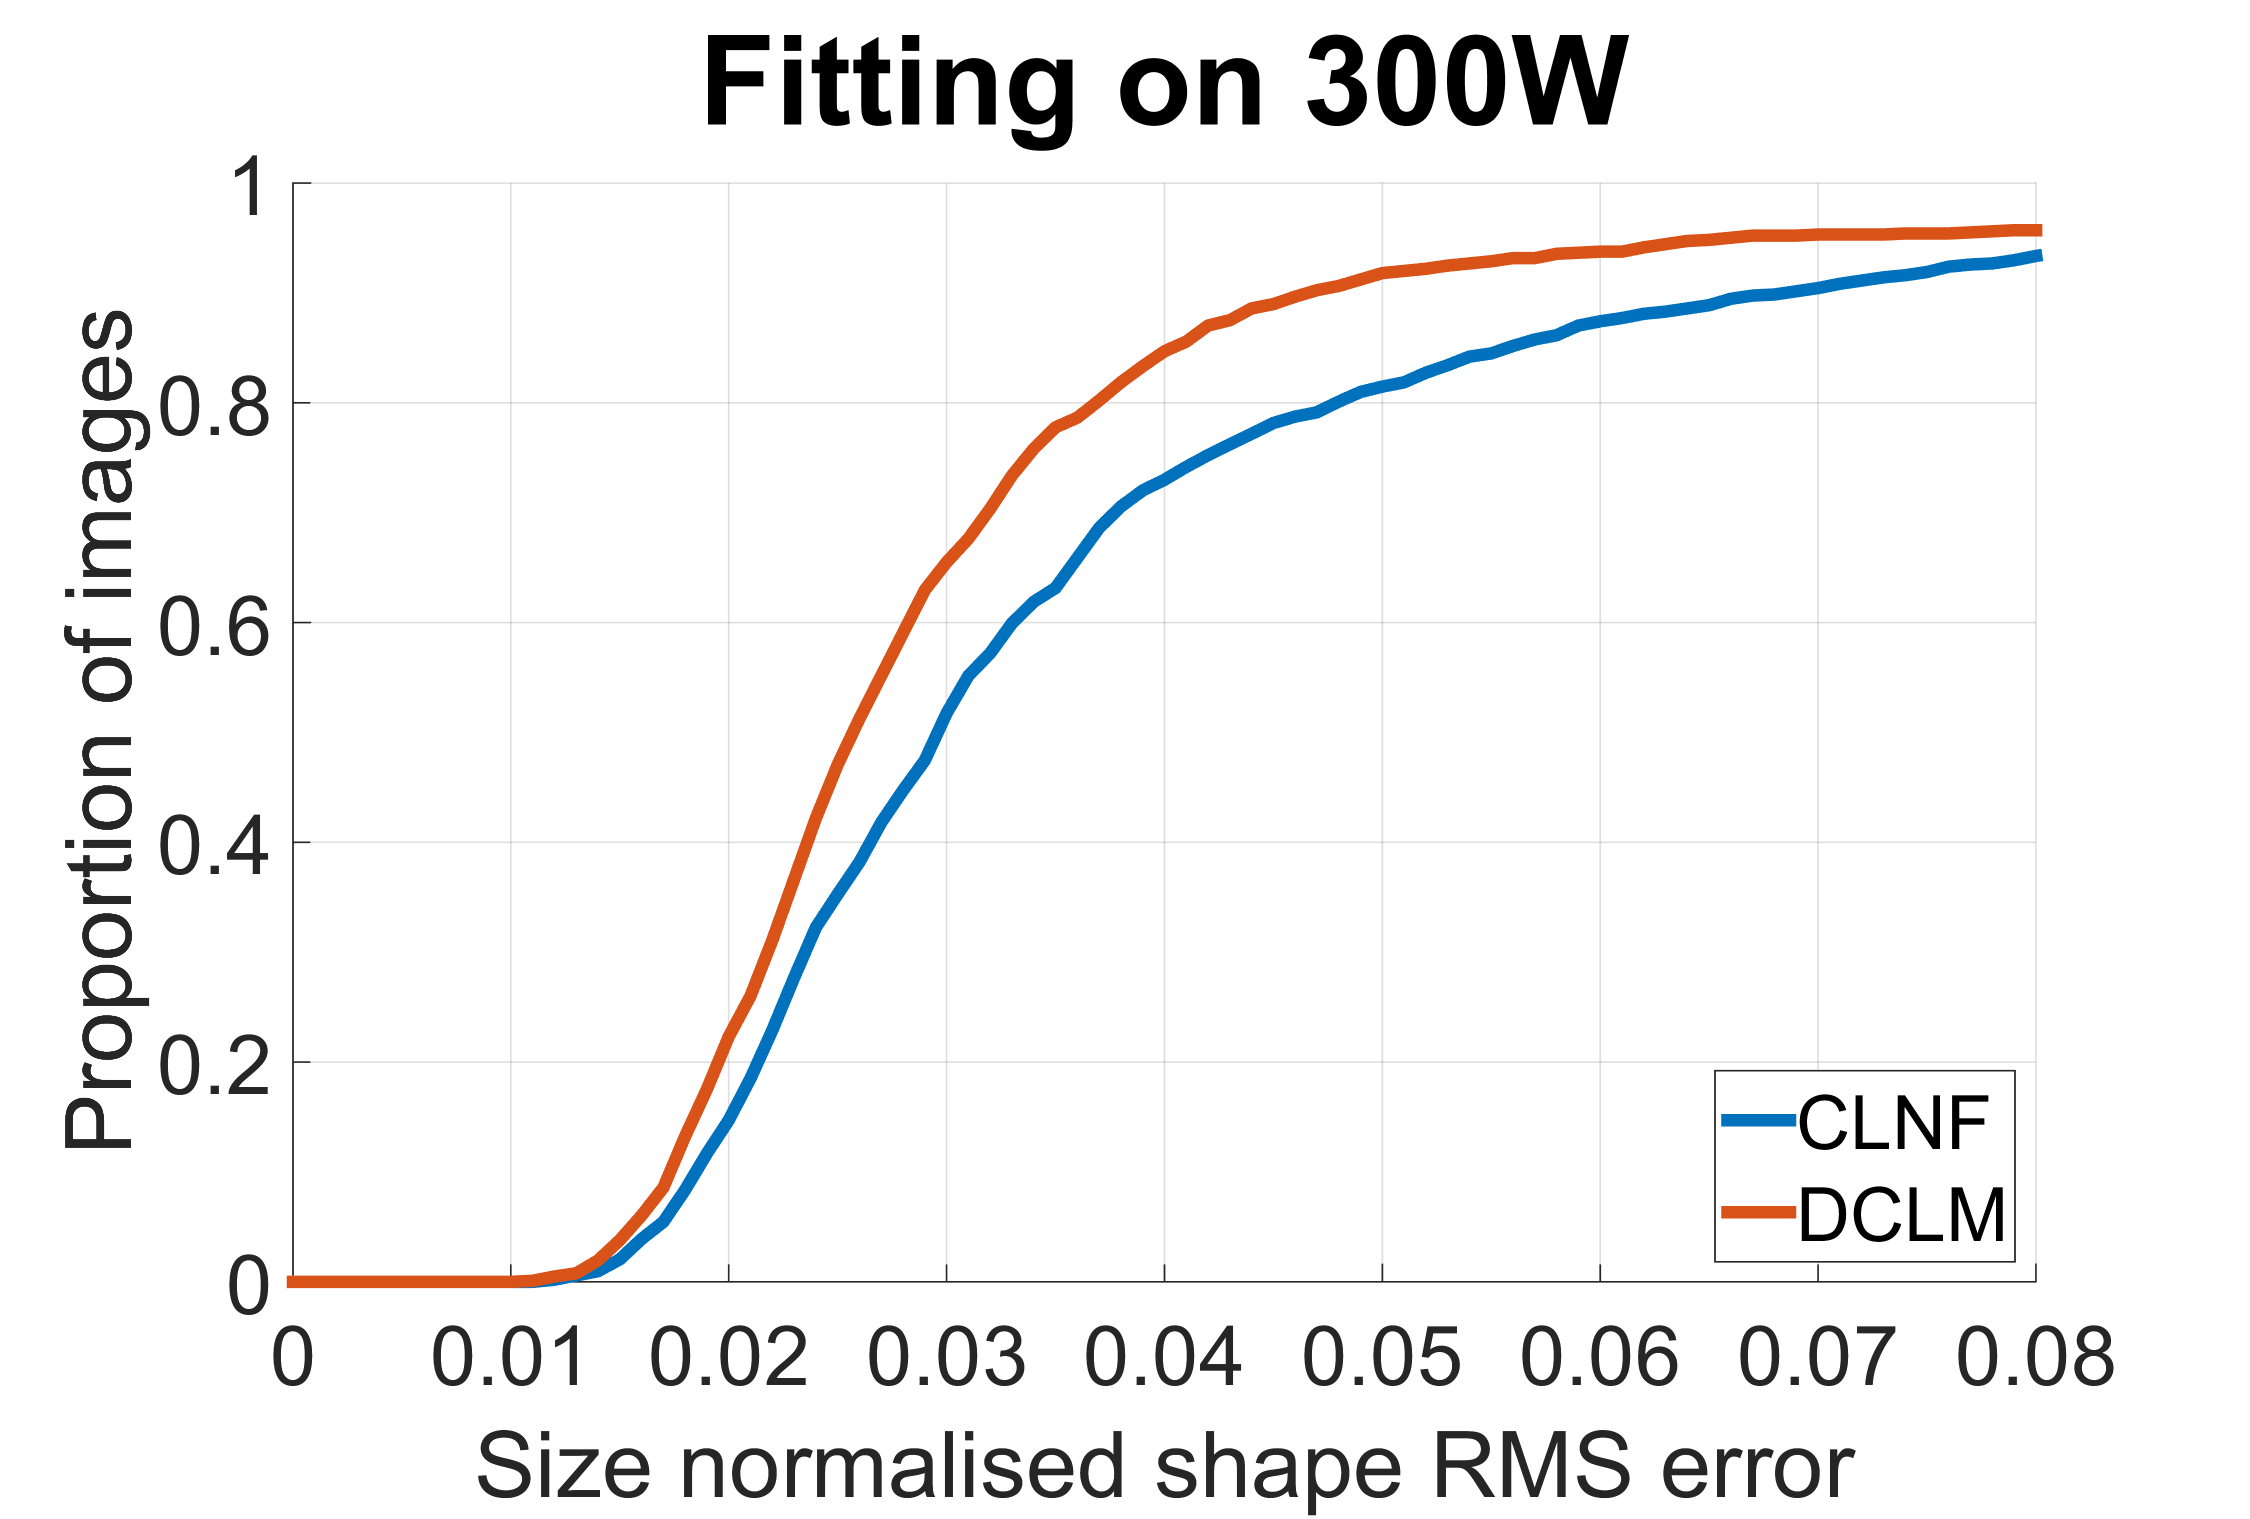 Fitting on 300W
Proportion of images
1
0.8
0.6
0.4
0.2
0
0 0.01 0.02 0.03 0.04 0.05 0.06 0.07 0.08
Size normalised shape RMS error
CLNF
DCLM